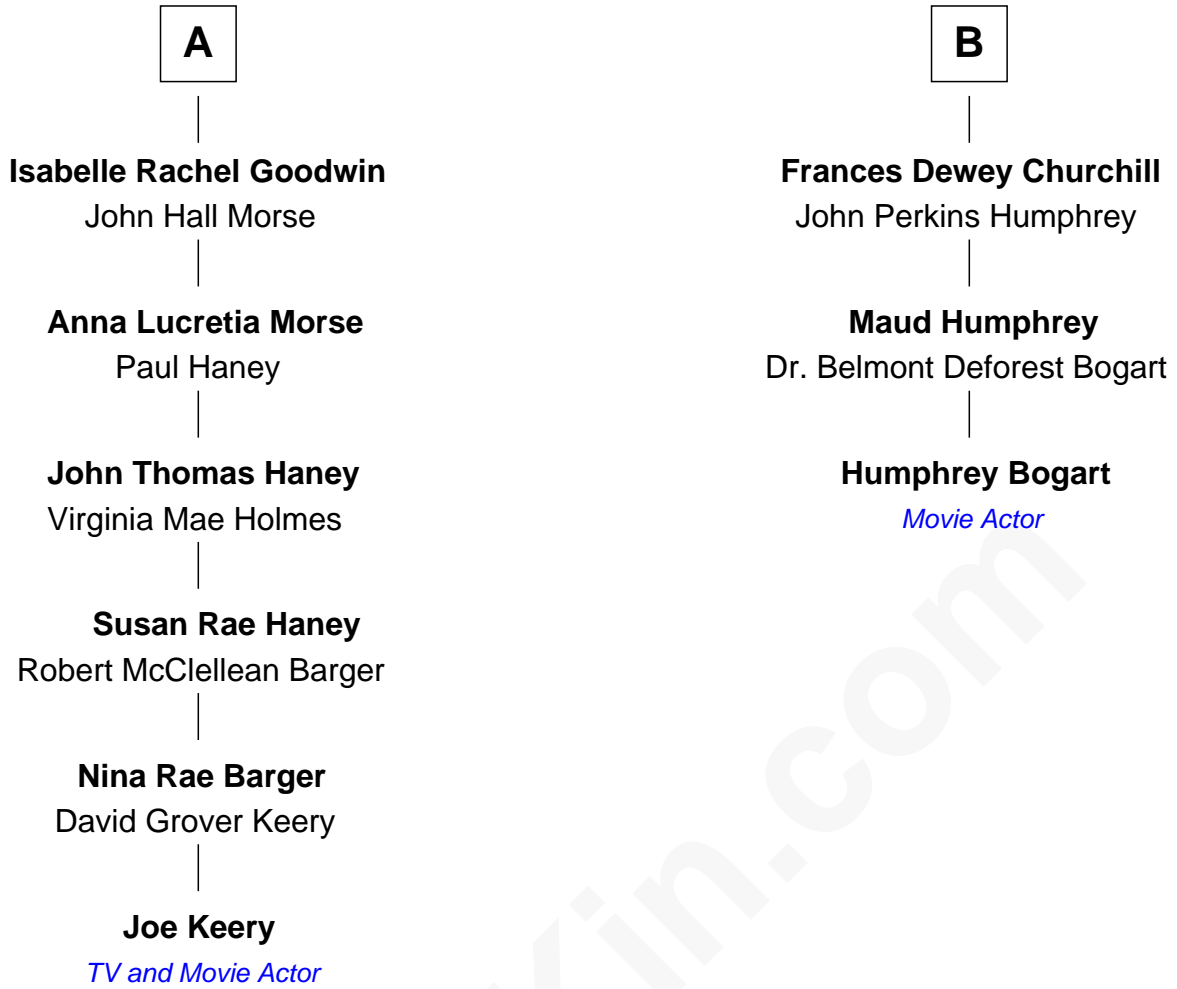 A
Isabelle Rachel Goodwin
John Hall Morse
Anna Lucretia Morse
Paul Haney
John Thomas Haney
Virginia Mae Holmes
Susan Rae Haney
Robert McClellean Barger
Nina Rae Barger
David Grover Keery
Joe Keery
TV and Movie Actor
B
Frances Dewey Churchill
John Perkins Humphrey
Maud Humphrey
Dr. Belmont Deforest Bogart
Humphrey Bogart
Movie Actor
Kin.com